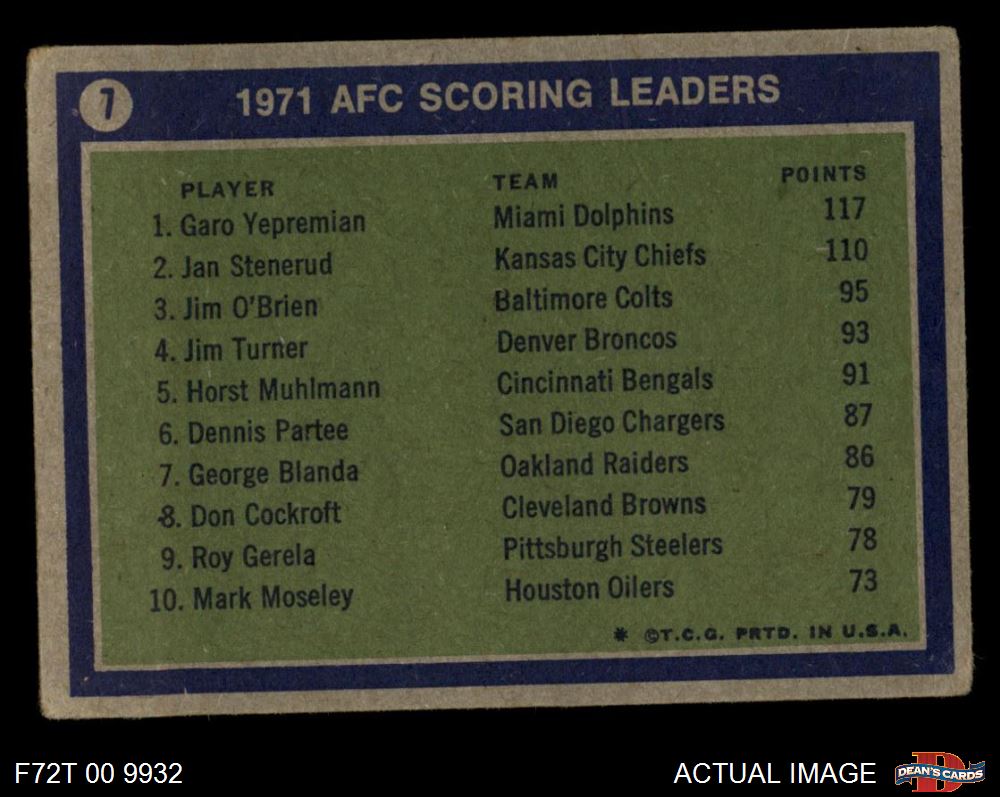 7 1971 AFC SCORING LEADERS
PLAYER TEAM POINTS
1. Garo Yepremian Miami Dolphins 117
2. Jan Stenerud Kansas City Chiefs 110
3. Jim O'Brien Baltimore Colts 95
4. Jim Turner Denver Broncos 93
5. Horst Muhlmann Cincinnati Bengals 91
6. Dennis Partee San Diego Chargers 87
7. George Blanda Oakland Raiders 86
8. Don Cockroft Cleveland Browns 79
9. Roy Gerela Pittsburgh Steelers 78
10. Mark Moseley Houston Oilers 73
* ©T.C.G. PRTD. IN U.S.A.
F72T 00 9932 ACTUAL IMAGE D DEAN'S CARDS